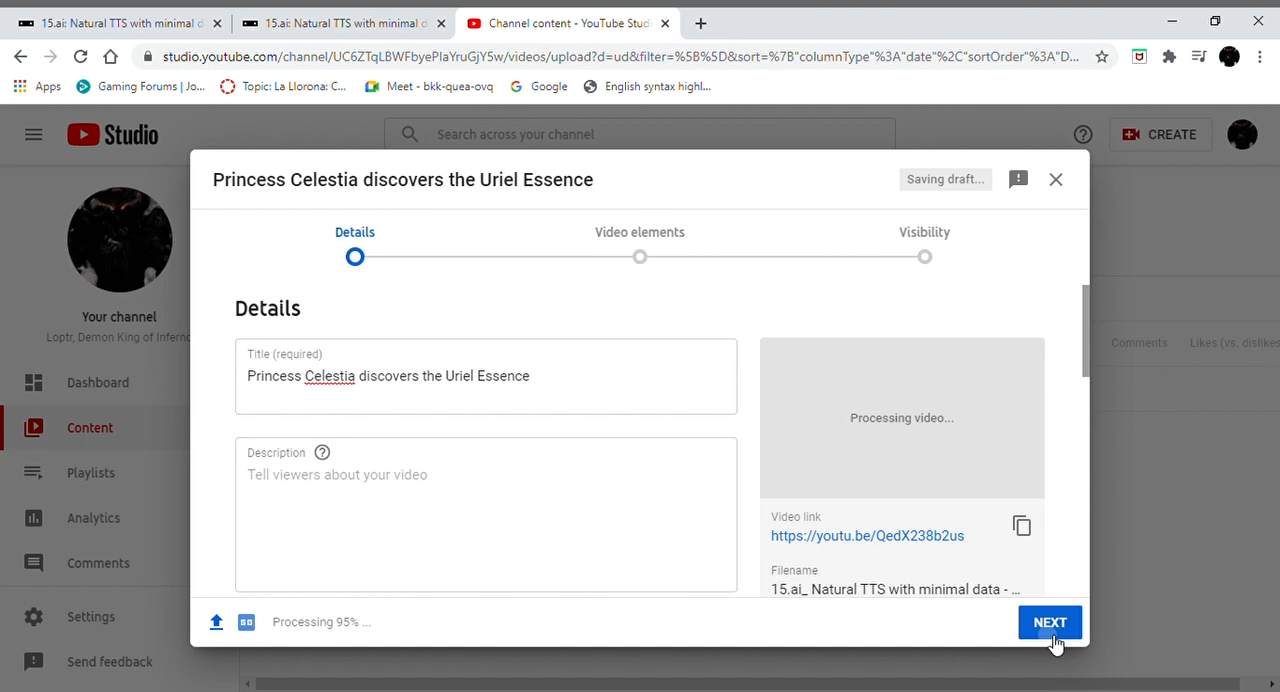 15.ai: Natural TTS with minimal d
15.ai: Natural TTS with minimal d
Channel content - YouTube Studi
studio.youtube.com/channel/UC6ZTqLBWFbyePfaYruGjY5w/videos/upload?d=ud&filter=%5B%5D&sort=%7B"columnType"%3A"date"%2C"sortOrder"%3A"D...
Apps
Gaming Forums | Jo...
Topic: La Llorona: C...
Meet - bkk-quea-ovq
Google
English syntax highl...
Studio
Search across your channel
CREATE
Princess Celestia discovers the Uriel Essence
Saving draft...
Details
Video elements
Visibility
Your channel
Loptr, Demon King of Inferno
Dashboard
Content
Playlists
Analytics
Comments
Settings
Send feedback
Details
Title (required)
Princess Celestia discovers the Uriel Essence
Description
Tell viewers about your video
Processing video...
Video link
https://youtu.be/QedX238b2us
Filename
15.ai_ Natural TTS with minimal data - ...
Comments
Likes (vs. dislikes
SD
Processing 95% ...
NEXT